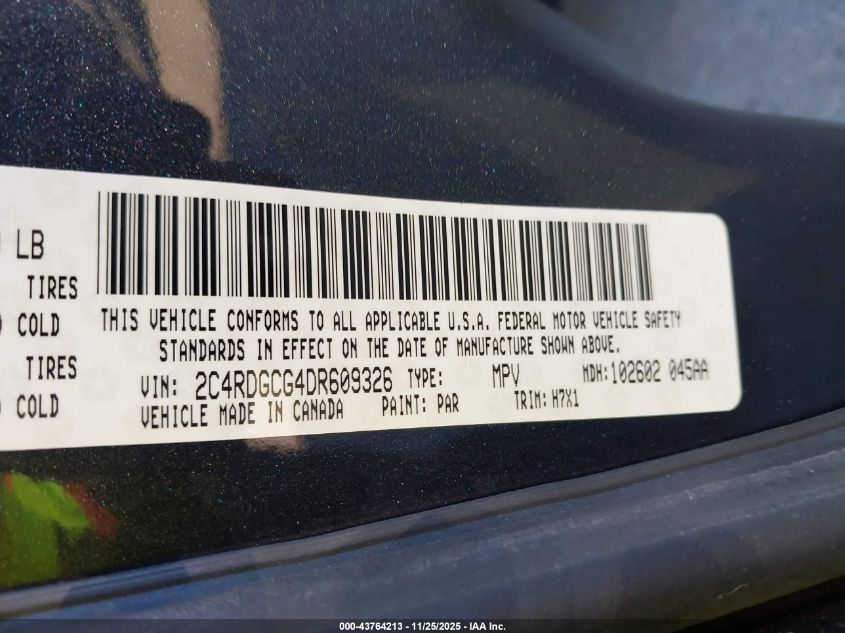 LB
TIRES
COLD
TIRES
COLD
THIS VEHICLE CONFORMS TO ALL APPLICABLE U.S.A. FEDERAL MOTOR VEHICLE SAFETY
STANDARDS IN EFFECT ON THE DATE OF MANUFACTURE SHOWN ABOVE.
VIN: 2C4RDGCG4DR609326 TYPE: MPV MDH:102602 045AA
VEHICLE MADE IN CANADA PAINT: PAR TRIM: H7X1
000-43764213 - 11/25/2025 - IAA Inc.